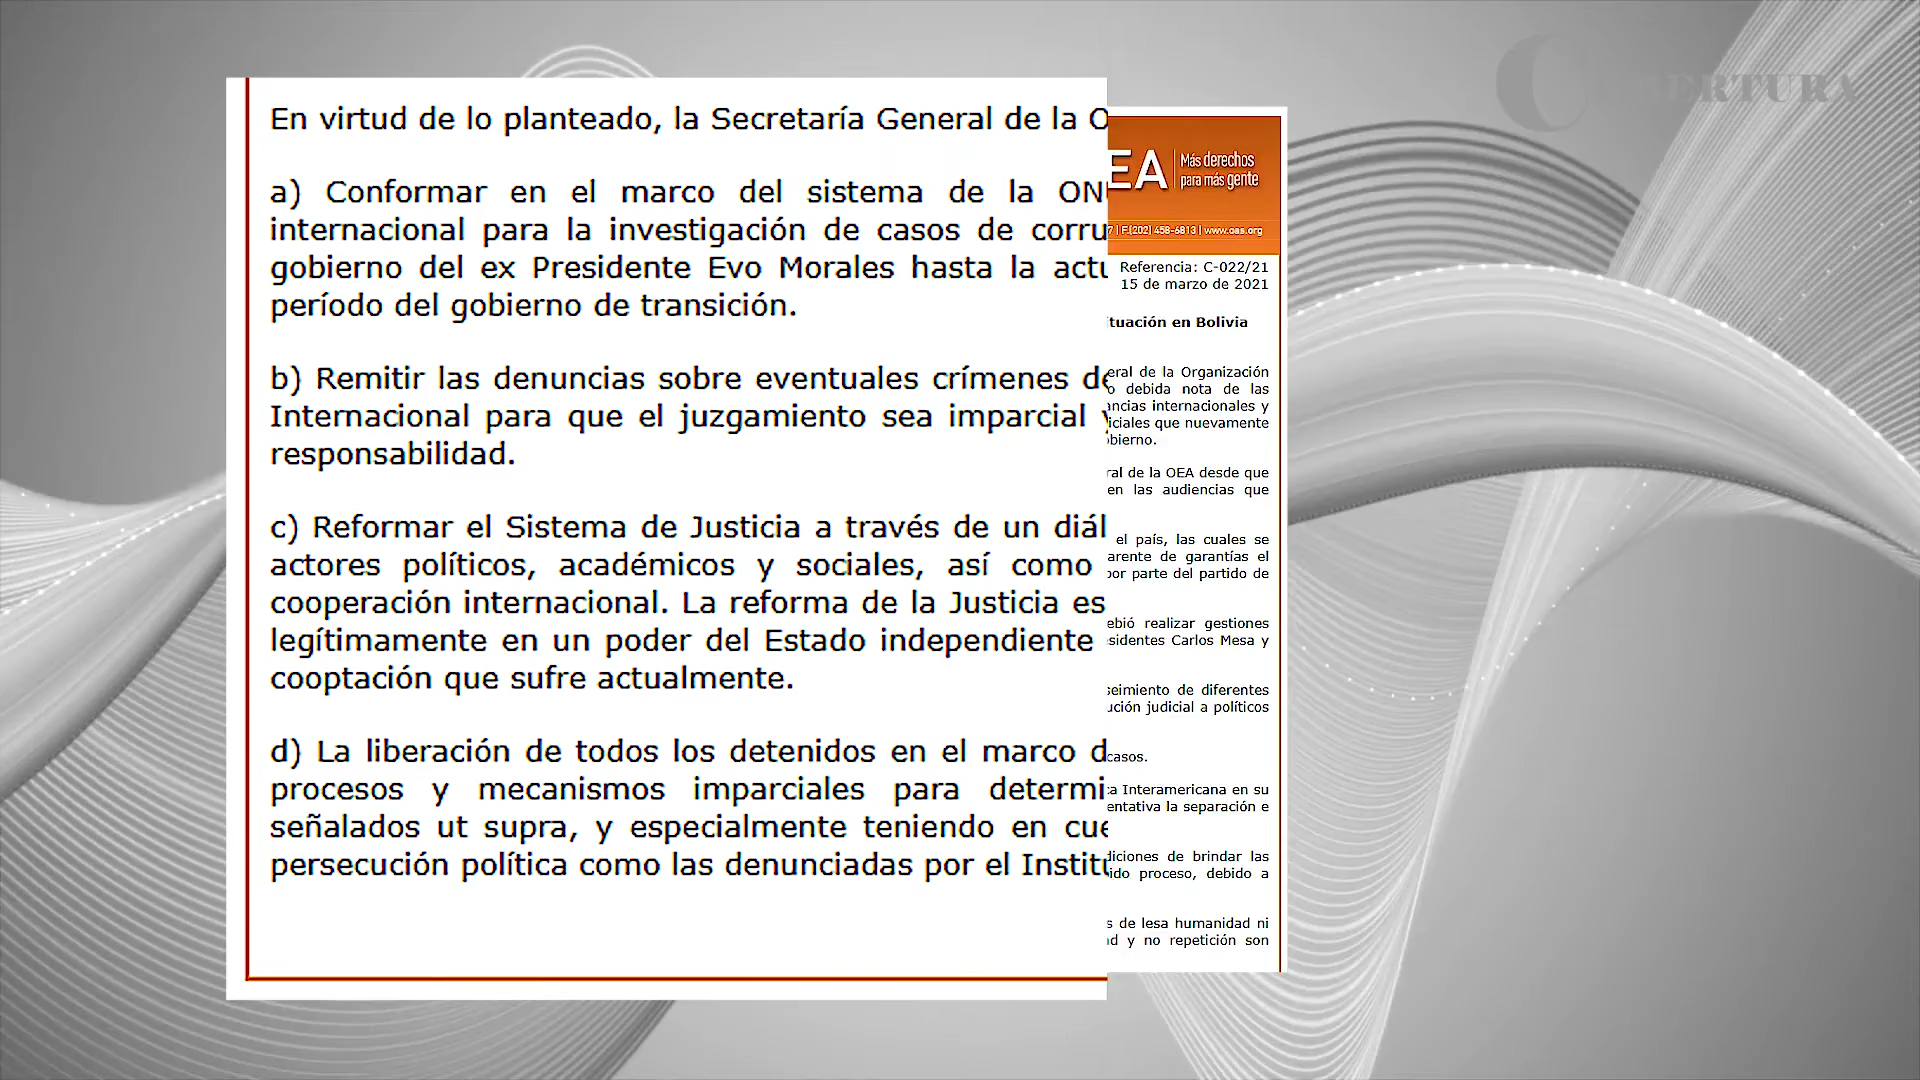 En virtud de lo planteado, la Secretaría General de la O
a) Conformar en el marco del sistema de la ON
internacional para la investigación de casos de corru
gobierno del ex Presidente Evo Morales hasta la actu
período del gobierno de transición.
b) Remitir las denuncias sobre eventuales crímenes de
Internacional para que el juzgamiento sea imparcial y
responsabilidad.
c) Reformar el Sistema de Justicia a través de un diál
actores políticos, académicos y sociales, así como
cooperación internacional. La reforma de la Justicia es
legítimamente en un poder del Estado independiente
cooptación que sufre actualmente.
d) La liberación de todos los detenidos en el marco d
procesos y mecanismos imparciales para determi
señalados ut supra, y especialmente teniendo en cue
persecución política como las denunciadas por el Institu
EA Más derechos
para más gente
7 | F.(202) 458-6813 | www.oas.org
Referencia: C-022/21
15 de marzo de 2021
tuación en Bolivia
eral de la Organización
o debida nota de las
ancias internacionales y
iciales que nuevamente
obierno.
ral de la OEA desde que
en las audiencias que
el país, las cuales se
arente de garantías el
por parte del partido de
ebió realizar gestiones
sidentes Carlos Mesa y
seimiento de diferentes
ución judicial a políticos
casos.
ca Interamericana en su
entativa la separación e
diciones de brindar las
ido proceso, debido a
s de lesa humanidad ni
ad y no repetición son